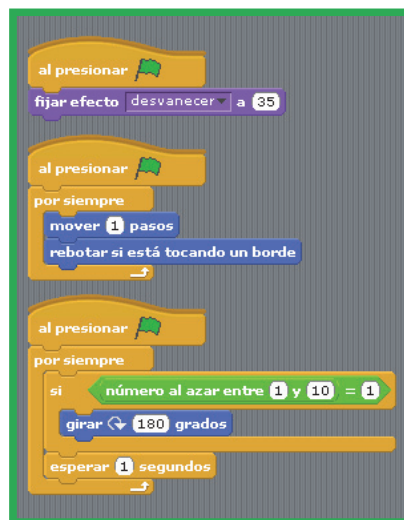 al presionar
fijar efecto desvanecer a 35
al presionar
por siempre
mover 1 pasos
rebotar si está tocando un borde
al presionar
por siempre
si número al azar entre 1 y 10 = 1
girar 180 grados
esperar 1 segundos